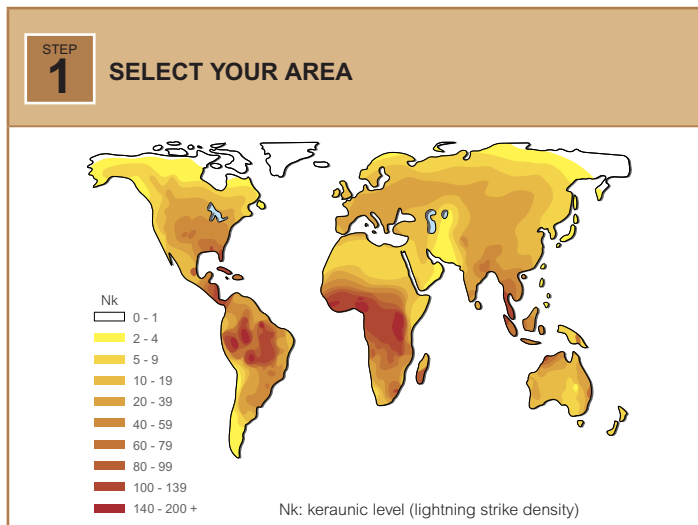 STEP
1
SELECT YOUR AREA
Nk
0 - 1
2 - 4
5 - 9
10 - 19
20 - 39
40 - 59
60 - 79
80 - 99
100 - 139
140 - 200 +
Nk: keraunic level (lightning strike density)